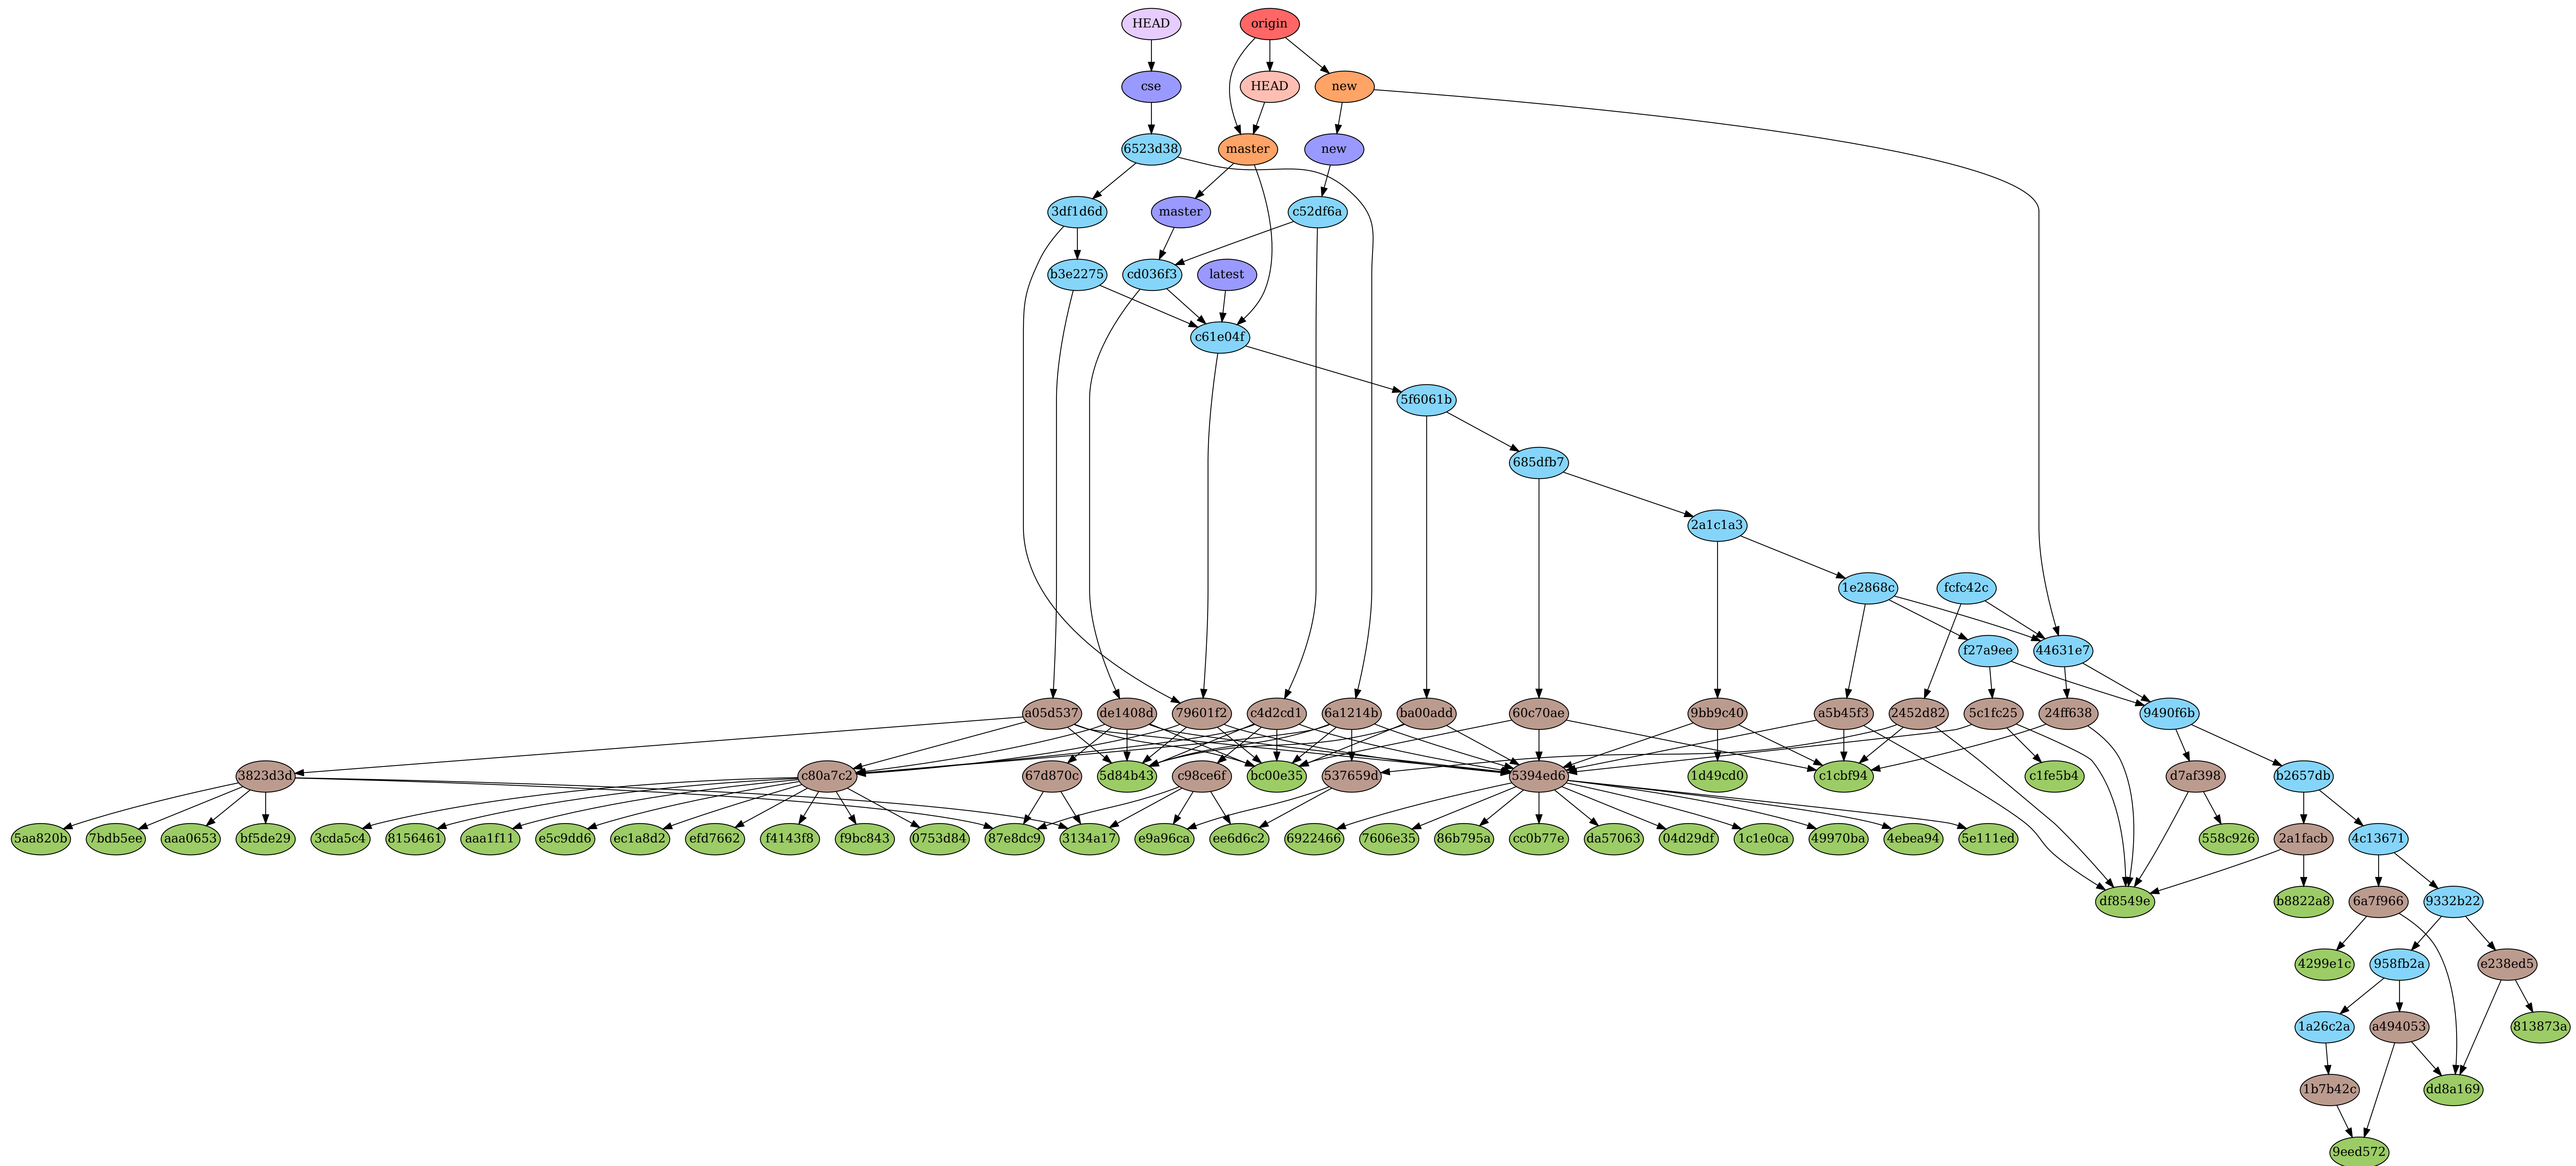 HEAD origin
cse HEAD new
6523d38 master new
3df1d6d master c52df6a
b3e2275 cd036f3 latest
c61e04f
5f6061b
685dfb7
2a1c1a3
1e2868c fcfc42c
f27a9ee 44631e7
a05d537 de1408d 79601f2 c4d2cd1 6a1214b ba00add 60c70ae 9bb9c40 a5b45f3 2452d82 5c1fc25 24ff638 9490f6b
3823d3d c80a7c2 67d870c 5d84b43 c98ce6f bc00e35 537659d 5394ed6 1d49cd0 c1cbf94 c1fe5b4 d7af398 b2657db
5aa820b 7bdb5ee aaa0653 bf5de29 3cda5c4 8156461 aaa1f11 e5c9dd6 ec1a8d2 efd7662 f4143f8 f9bc843 0753d84 87e8dc9 3134a17 e9a96ca ee6d6c2 6922466 7606e35 86b795a cc0b77e da57063 04d29df 1c1e0ca 49970ba 4ebea94 5e111ed 558c926 2a1facb 4c13671
df8549e b8822a8 6a7f966 9332b22
4299e1c 958fb2a e238ed5
1a26c2a a494053 813873a
1b7b42c dd8a169
9eed572